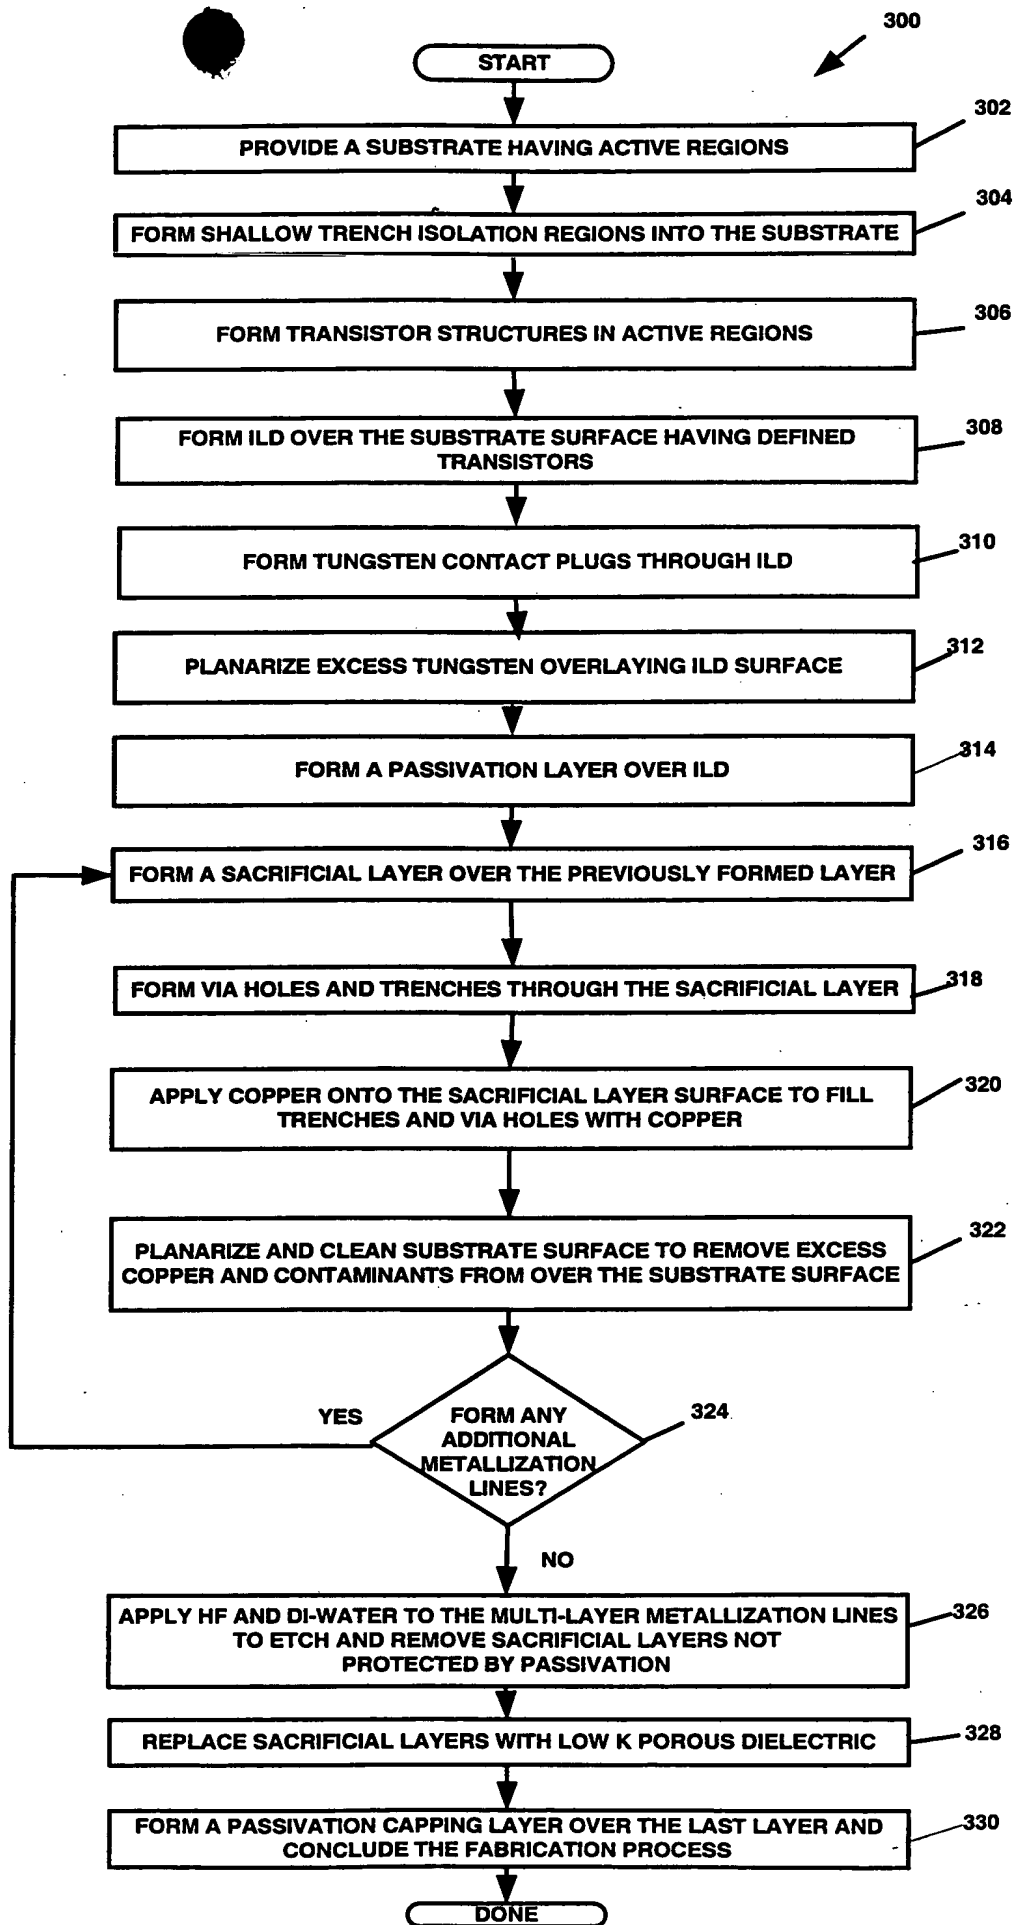 300
START
302
PROVIDE A SUBSTRATE HAVING ACTIVE REGIONS
304
FORM SHALLOW TRENCH ISOLATION REGIONS INTO THE SUBSTRATE
306
FORM TRANSISTOR STRUCTURES IN ACTIVE REGIONS
308
FORM ILD OVER THE SUBSTRATE SURFACE HAVING DEFINED
TRANSISTORS
310
FORM TUNGSTEN CONTACT PLUGS THROUGH ILD
312
PLANARIZE EXCESS TUNGSTEN OVERLAYING ILD SURFACE
314
FORM A PASSIVATION LAYER OVER ILD
316
FORM A SACRIFICIAL LAYER OVER THE PREVIOUSLY FORMED LAYER
318
FORM VIA HOLES AND TRENCHES THROUGH THE SACRIFICIAL LAYER
320
APPLY COPPER ONTO THE SACRIFICIAL LAYER SURFACE TO FILL
TRENCHES AND VIA HOLES WITH COPPER
322
PLANARIZE AND CLEAN SUBSTRATE SURFACE TO REMOVE EXCESS
COPPER AND CONTAMINANTS FROM OVER THE SUBSTRATE SURFACE
324
YES
FORM ANY
ADDITIONAL
METALLIZATION
LINES?
NO
326
APPLY HF AND DI-WATER TO THE MULTI-LAYER METALLIZATION LINES
TO ETCH AND REMOVE SACRIFICIAL LAYERS NOT
PROTECTED BY PASSIVATION
328
REPLACE SACRIFICIAL LAYERS WITH LOW K POROUS DIELECTRIC
330
FORM A PASSIVATION CAPPING LAYER OVER THE LAST LAYER AND
CONCLUDE THE FABRICATION PROCESS
DONE